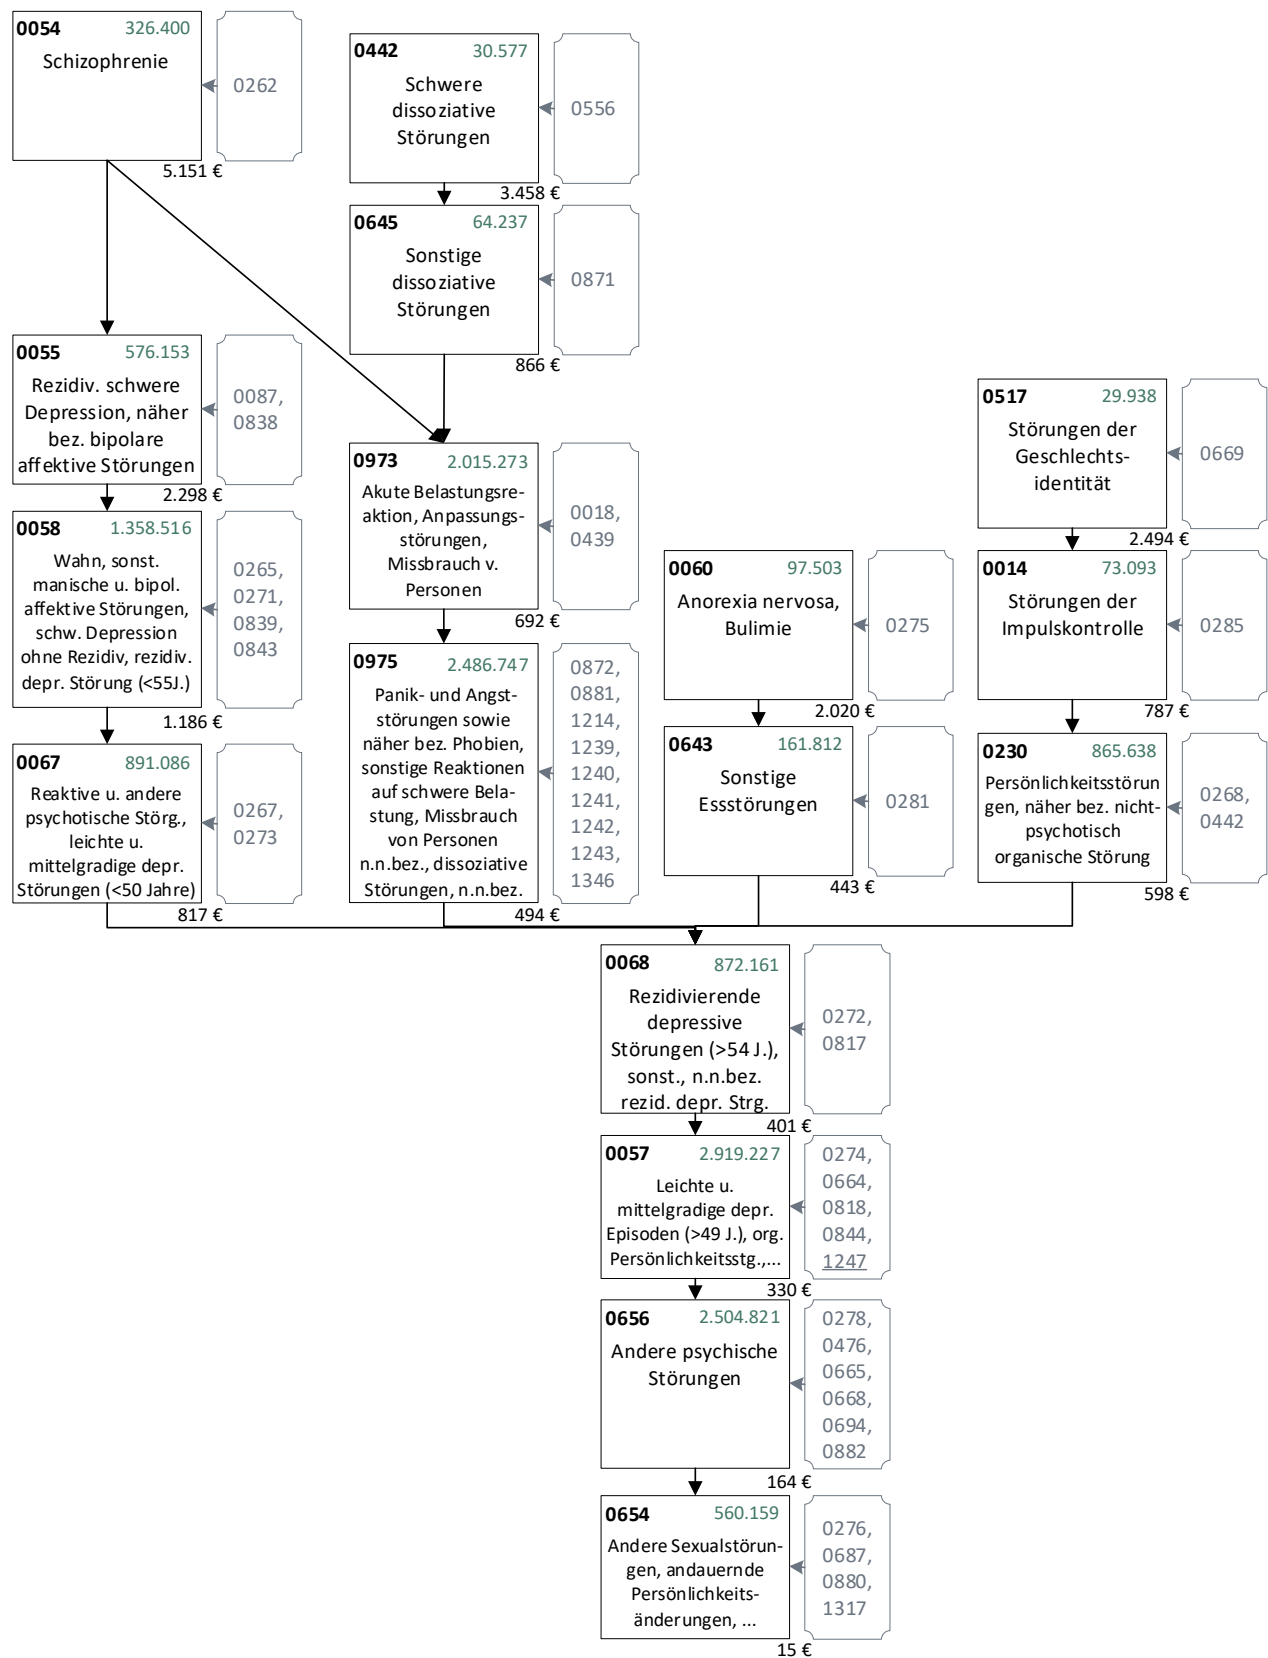 0054 326.400
Schizophrenie
0262
5.151 €
0442 30.577
Schwere
dissoziative
Störungen
0556
3.458 €
0645 64.237
Sonstige
dissoziative
Störungen
0871
866 €
0055 576.153
Rezidiv. schwere
Depression, näher
bez. bipolare
affektive Störungen
0087,
0838
2.298 €
0058 1.358.516
Wahn, sonst.
manische u. bipol.
affektive Störungen,
schw. Depression
ohne Rezidiv, rezidiv.
depr. Störung (<55J.)
0265,
0271,
0839,
0843
1.186 €
0067 891.086
Reaktive u. andere
psychotische Störg.,
leichte u.
mittelgradige depr.
Störungen (<50 Jahre)
0267,
0273
817 €
0973 2.015.273
Akute Belastungsre-
aktion, Anpassungs-
störungen,
Missbrauch v.
Personen
0018,
0439
692 €
0975 2.486.747
Panik- und Angst-
störungen sowie
näher bez. Phobien,
sonstige Reaktionen
auf schwere Bela-
stung, Missbrauch
von Personen
n.n.bez., dissoziative
Störungen, n.n.bez.
0872,
0881,
1214,
1239,
1240,
1241,
1242,
1243,
1346
494 €
0060 97.503
Anorexia nervosa,
Bulimie
0275
2.020 €
0643 161.812
Sonstige
Essstörungen
0281
443 €
0517 29.938
Störungen der
Geschlechts-
identität
0669
2.494 €
0014 73.093
Störungen der
Impulskontrolle
0285
787 €
0230 865.638
Persönlichkeitsstörun
gen, näher bez. nicht-
psychotisch
organische Störung
0268,
0442
598 €
0068 872.161
Rezidivierende
depressive
Störungen (>54 J.),
sonst., n.n.bez.
rezid. depr. Strg.
0272,
0817
401 €
0057 2.919.227
Leichte u.
mittelgradige depr.
Episoden (>49 J.), org.
Persönlichkeitsstg.,...
0274,
0664,
0818,
0844,
1247
330 €
0656 2.504.821
Andere psychische
Störungen
0278,
0476,
0665,
0668,
0694,
0882
164 €
0654 560.159
Andere Sexualstörun-
gen, andauernde
Persönlichkeits-
änderungen, ...
0276,
0687,
0880,
1317
15 €